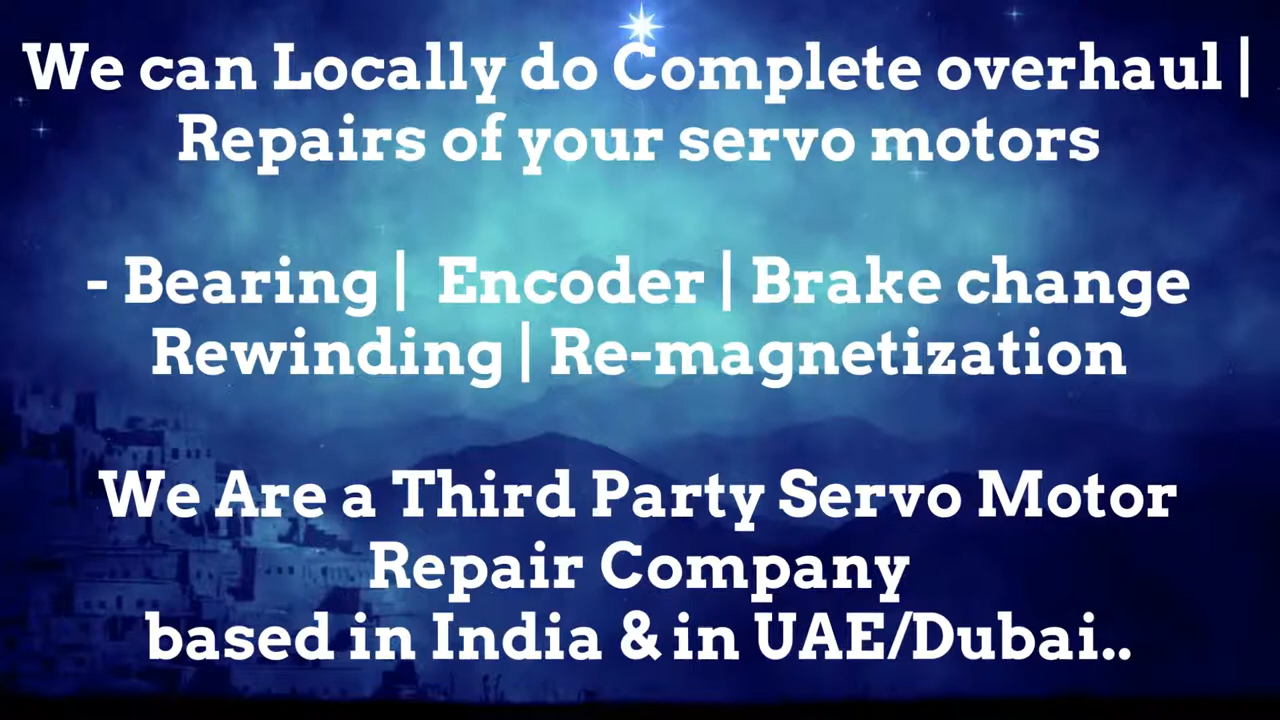 We can Locally do Complete overhaul |
Repairs of your servo motors
- Bearing | Encoder | Brake change
Rewinding | Re-magnetization
We Are a Third Party Servo Motor
Repair Company
based in India & in UAE/Dubai..